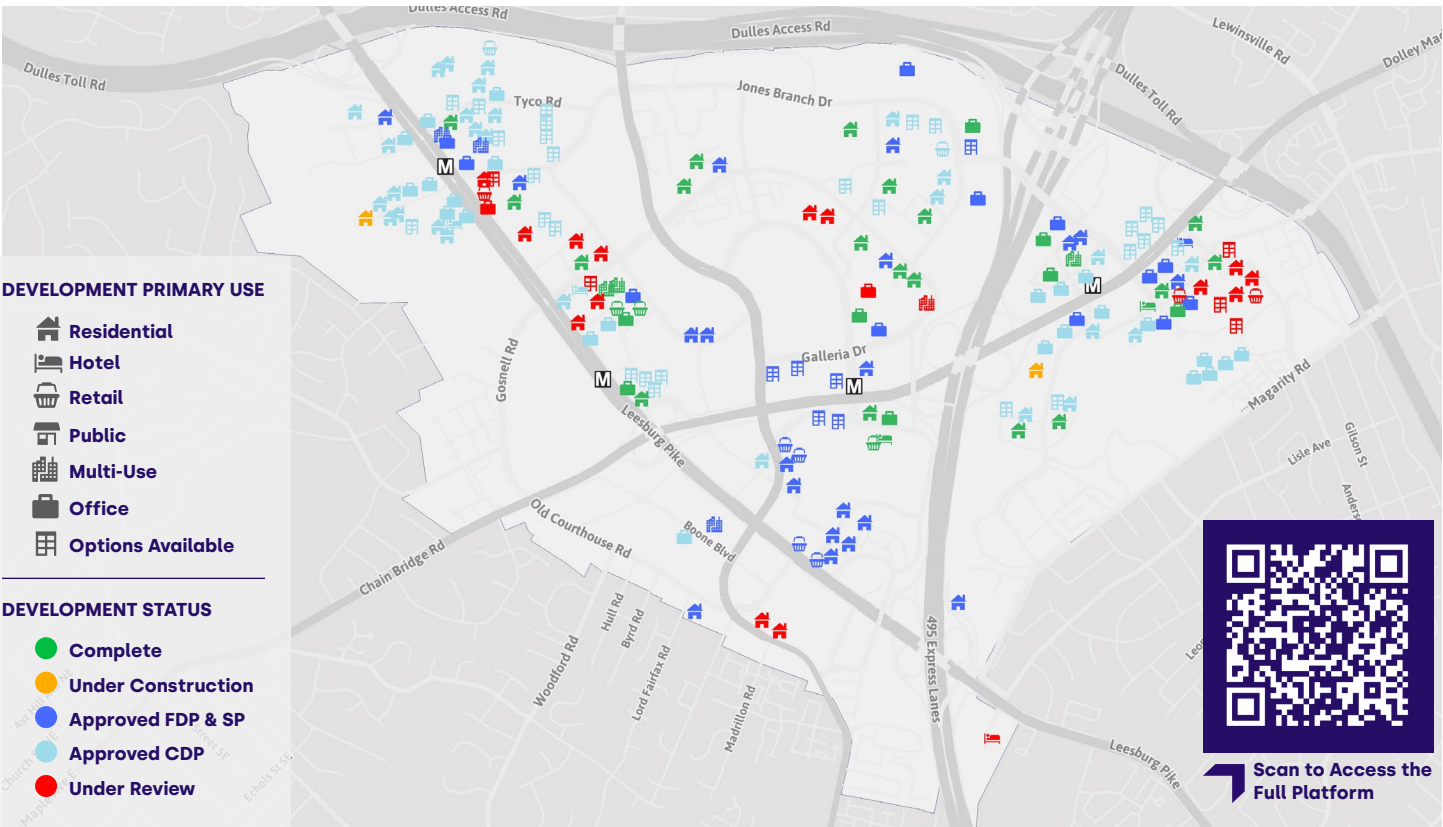 Dulles Access Rd
Dulles Access Rd
Lewinsville Rd
Dulles Toll Rd
Dulles Toll Rd
Tyco Rd
Jones Branch Dr
M
DEVELOPMENT PRIMARY USE
Residential
Hotel
Retail
Public
Multi-Use
Office
Options Available
DEVELOPMENT STATUS
Complete
Under Construction
Approved FDP & SP
Approved CDP
Under Review
M
Gosnell Rd
Galleria Dr
M
M
Magarity Rd
Leesburg Pike
Lisle Ave
Gilson St
Old Courthouse Rd
Boone Blvd
Chain Bridge Rd
Hull Rd
Byrd Rd
Woodford Rd
Lord Fairfax Rd
Madrillon Rd
495 Express Lanes
Leesburg Pike
Echols St SE
Scan to Access the
Full Platform